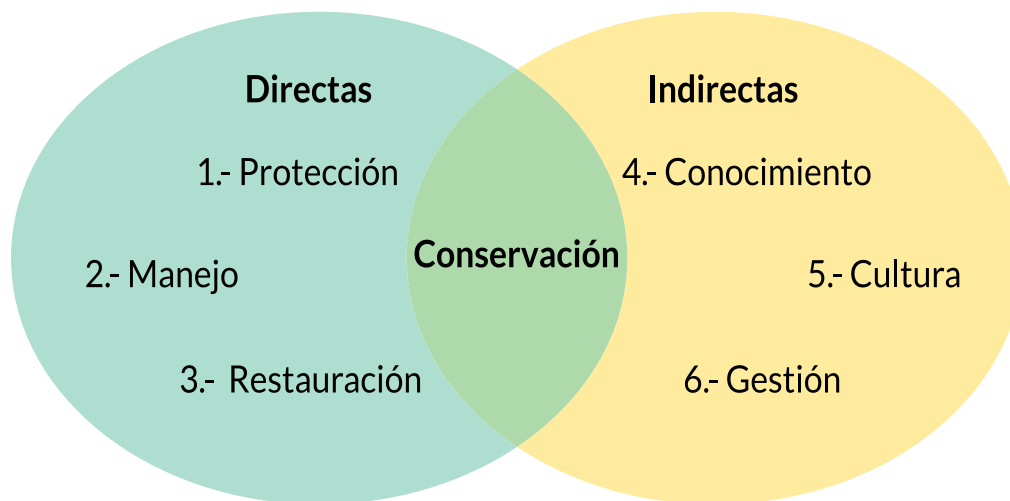 Directas
1.- Protección
2.- Manejo
3.- Restauración
Conservación
Indirectas
4.- Conocimiento
5.- Cultura
6.- Gestión